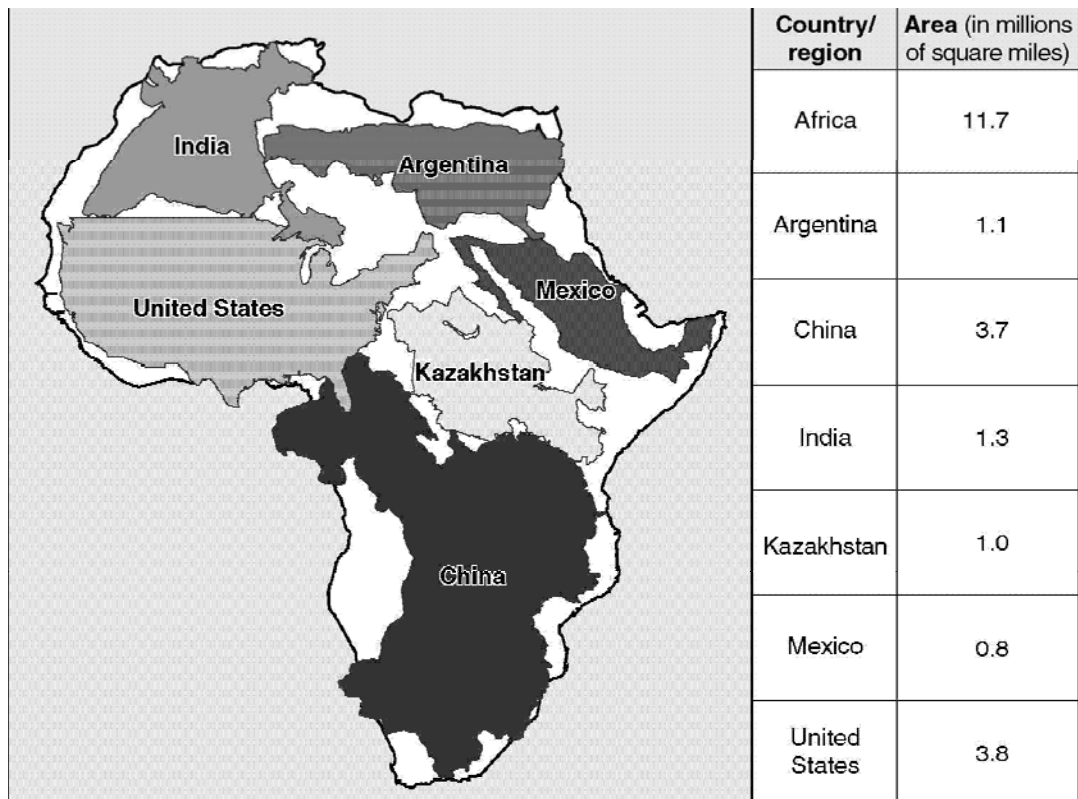 India
Argentina
United States
Mexico
Kazakhstan
China
Country/
region
Area (in millions
of square miles)
Africa
11.7
Argentina
1.1
China
3.7
India
1.3
Kazakhstan
1.0
Mexico
0.8
United
States
3.8